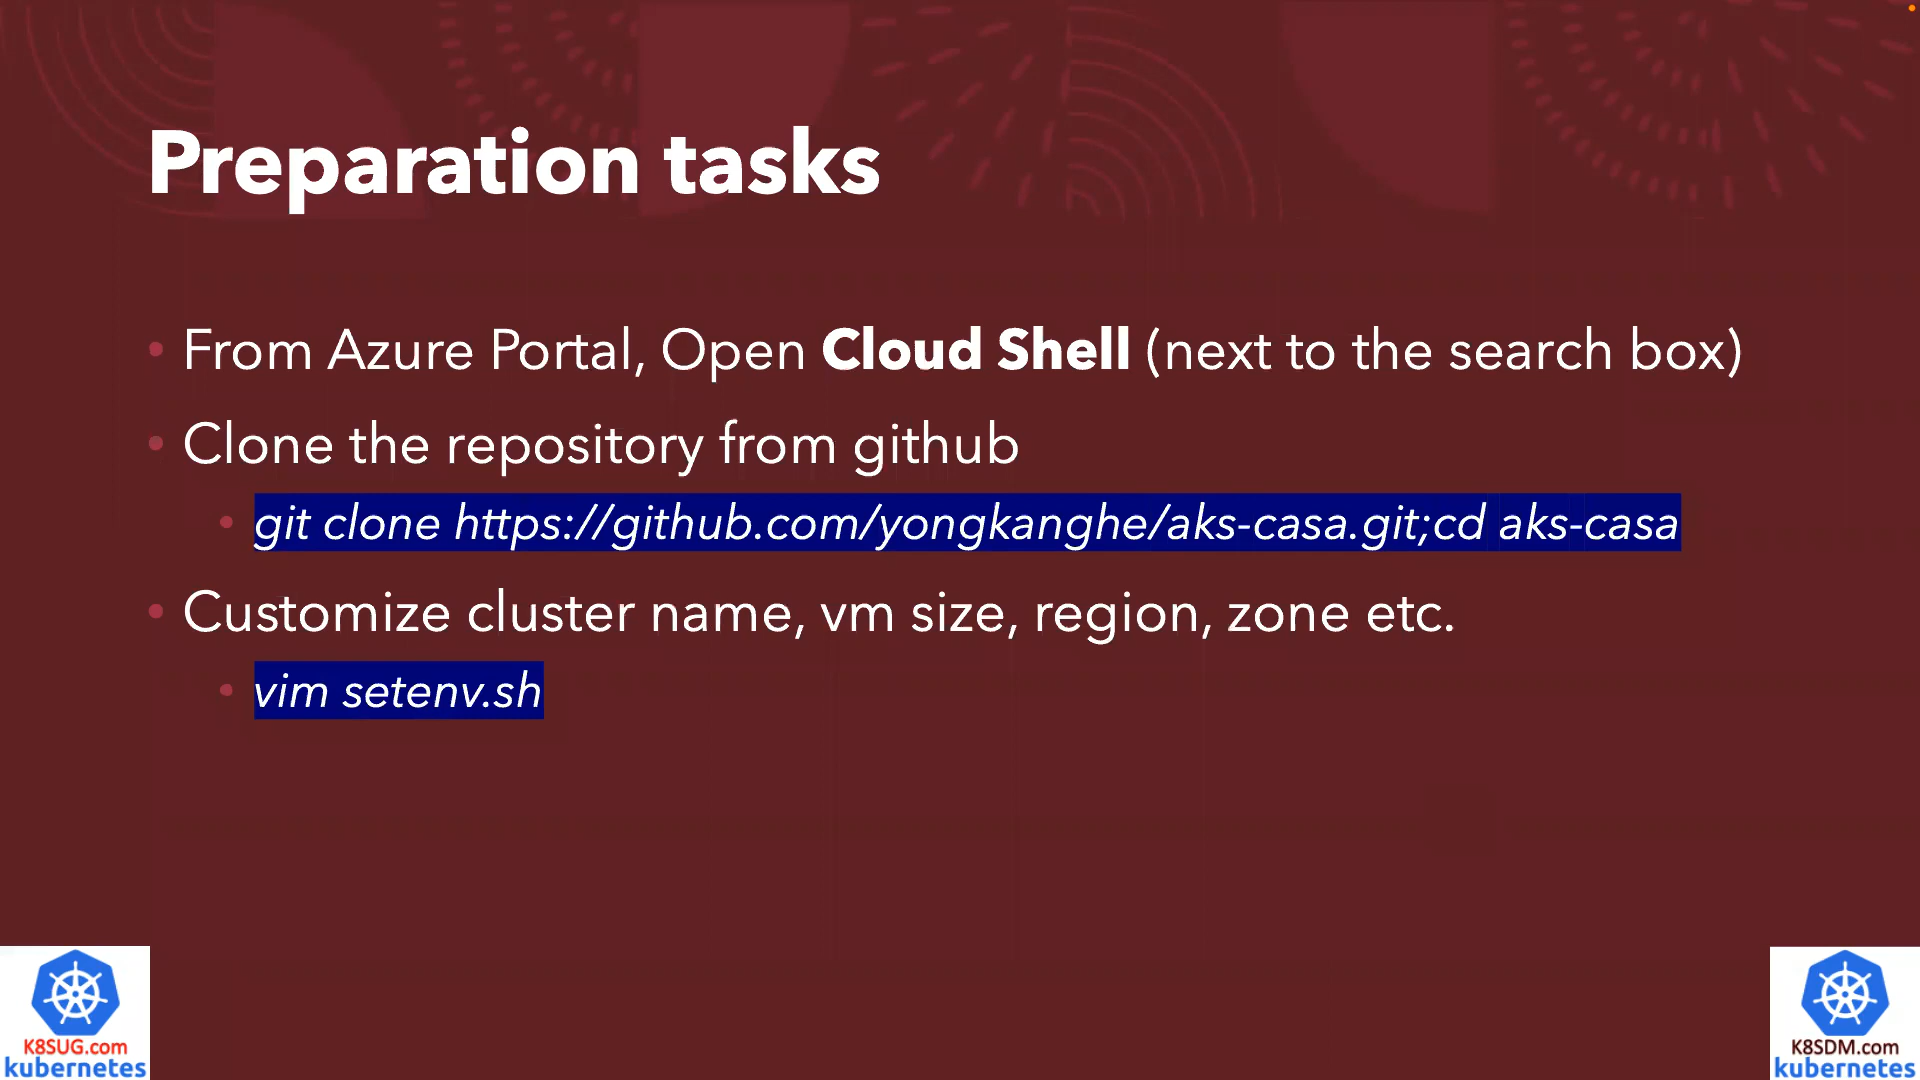 Preparation tasks
• From Azure Portal, Open Cloud Shell (next to the search box)
• Clone the repository from github
• git clone https://github.com/yongkanghe/aks-casa.git;cd aks-casa
• Customize cluster name, vm size, region, zone etc.
• vim setenv.sh
K8SUG.com
kubernetes
K8SDM.com
kubernetes